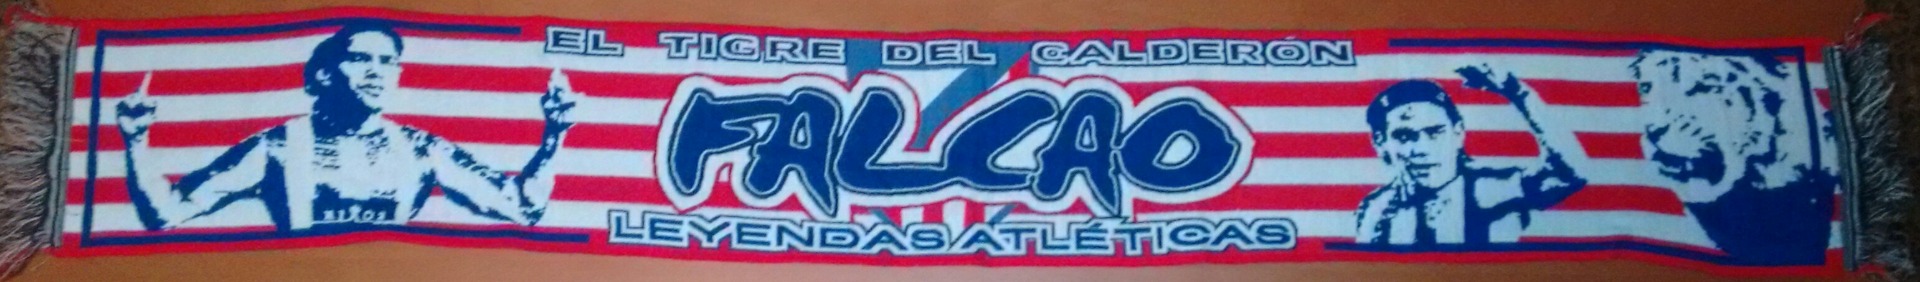 EL TIGRE DEL CALDERÓN
FALCAO
LEYENDAS ATLÉTICAS